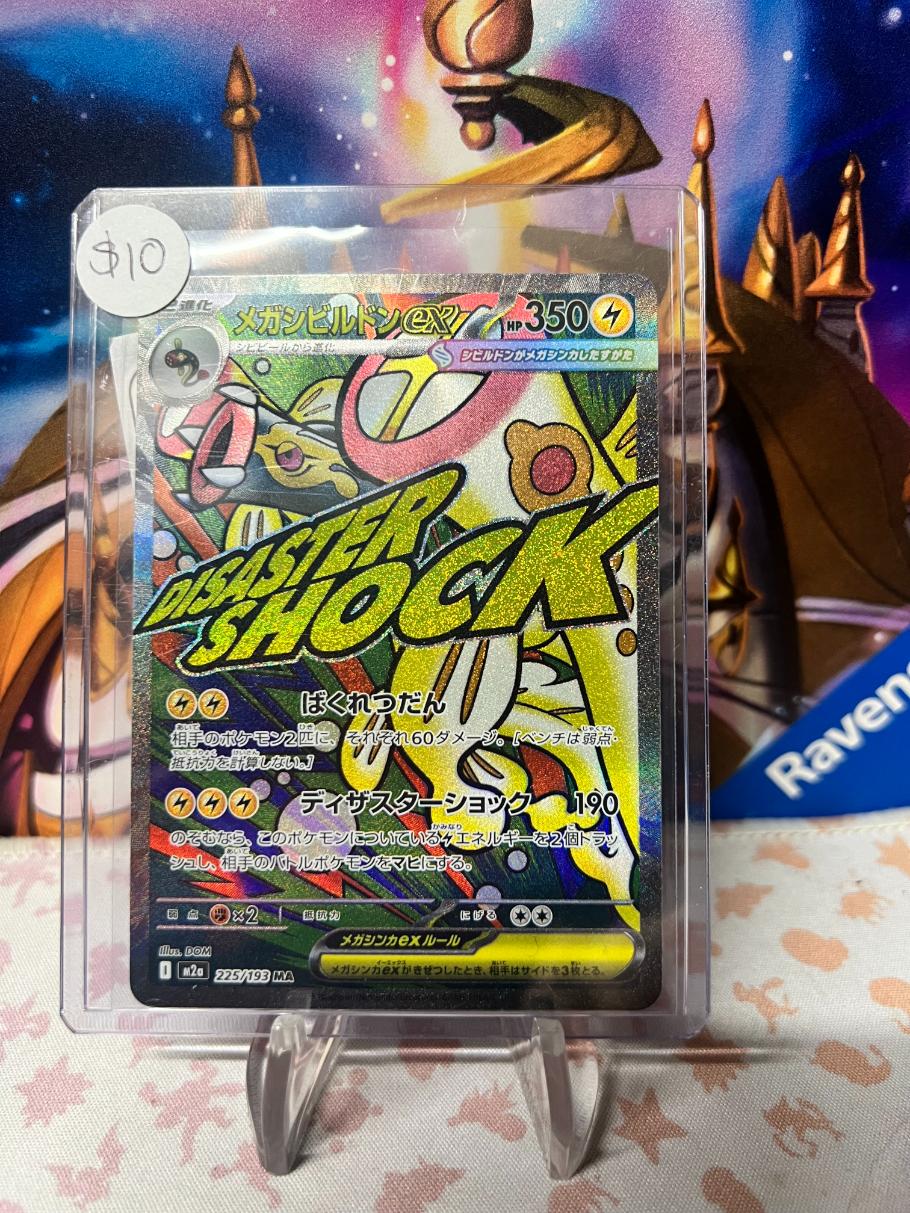 $10
2進化
メガシビルドンex HP350
シビビールから進化
シビルドンがメガシンカしたすがた
DISASTER
SHOCK
ばくれつだん
相手のポケモン2匹に、それぞれ60ダメージ。[ベンチは弱点・
抵抗力を計算しない。]
ディザスターショック 190
のぞむなら、このポケモンについているエネルギーを2個トラッ
シュし、相手のバトルポケモンをマヒにする。
弱点 ×2 抵抗力 にげる
メガシンカexルール
メガシンカexがきぜつしたとき、相手はサイドを3枚とる。
Illus. DOM
I m2a 225/193 MA
Raven